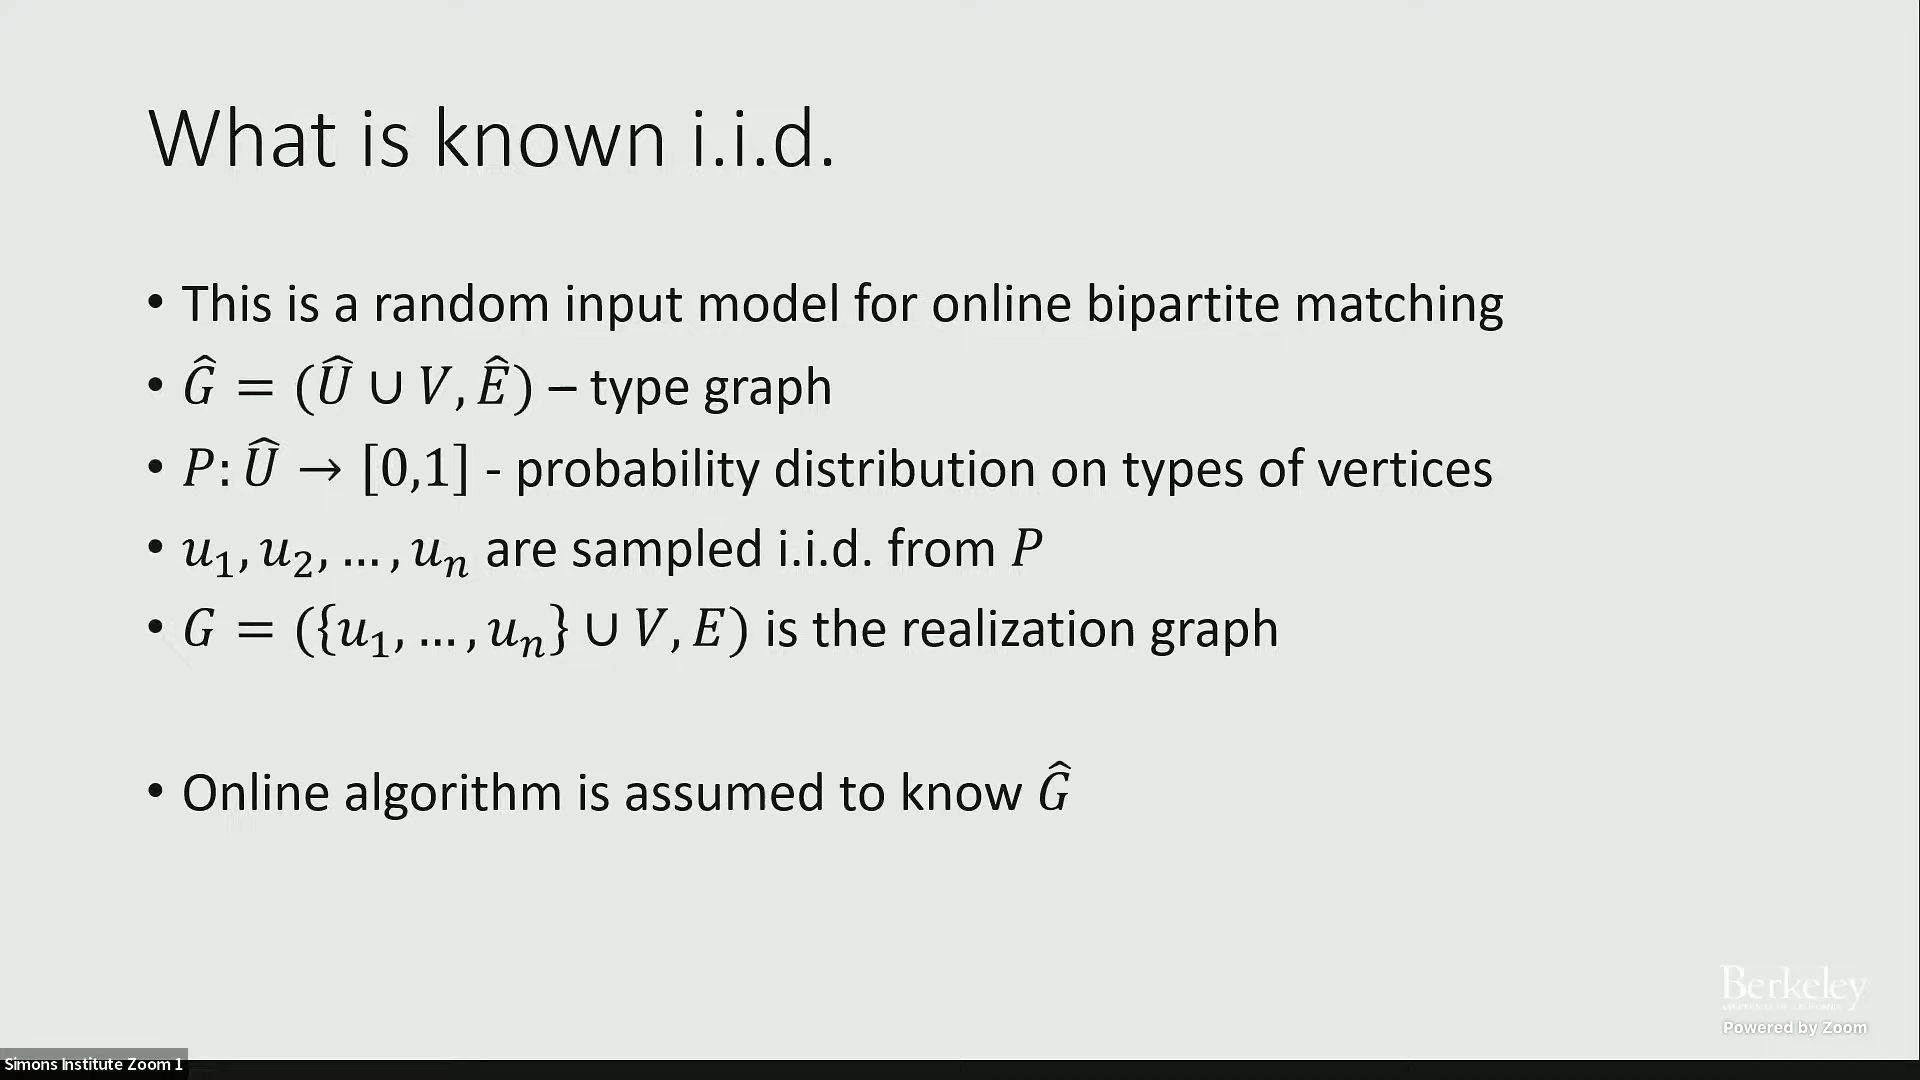 What is known i.i.d.
• This is a random input model for online bipartite matching
• Ĝ = (Û ∪ V, Ê) – type graph
• P: Û → [0,1] - probability distribution on types of vertices
• u₁, u₂, … , uₙ are sampled i.i.d. from P
• G = ({u₁, … , uₙ} ∪ V, E) is the realization graph
• Online algorithm is assumed to know Ĝ
Berkeley
Powered by Zoom
Simons Institute Zoom 1